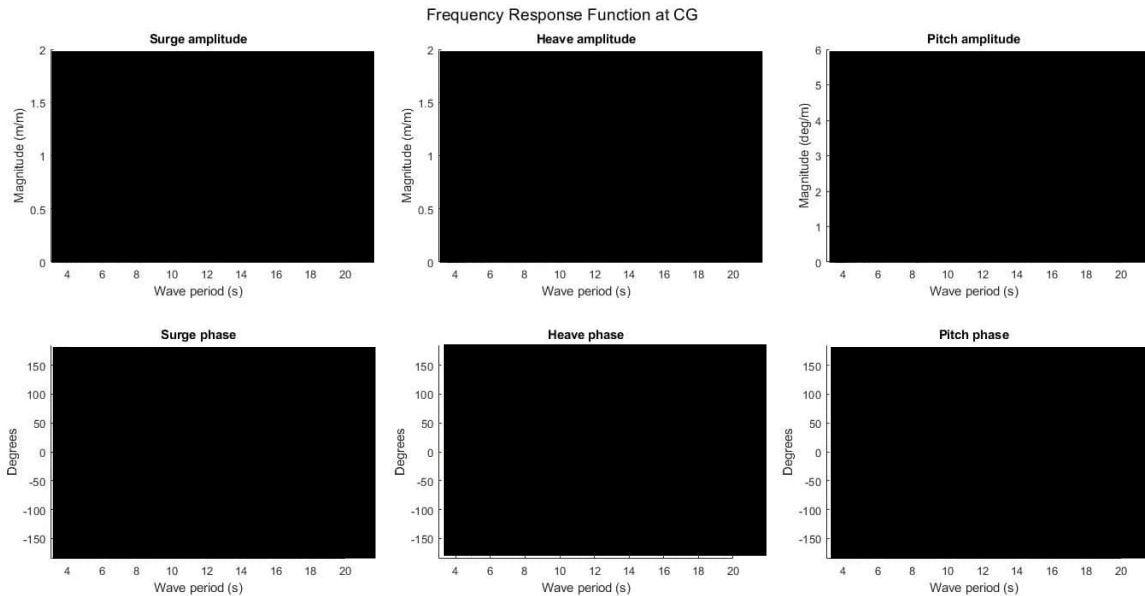 Frequency Response Function at CG
Surge amplitude
Magnitude (m/m)
2
1.5
1
0.5
0
4 6 8 10 12 14 16 18 20
Wave period (s)
Heave amplitude
Magnitude (m/m)
2
1.5
1
0.5
0
4 6 8 10 12 14 16 18 20
Wave period (s)
Pitch amplitude
Magnitude (deg/m)
6
5
4
3
2
1
0
4 6 8 10 12 14 16 18 20
Wave period (s)
Surge phase
Degrees
150
100
50
0
-50
-100
-150
4 6 8 10 12 14 16 18 20
Wave period (s)
Heave phase
Degrees
150
100
50
0
-50
-100
-150
4 6 8 10 12 14 16 18 20
Wave period (s)
Pitch phase
Degrees
150
100
50
0
-50
-100
-150
4 6 8 10 12 14 16 18 20
Wave period (s)